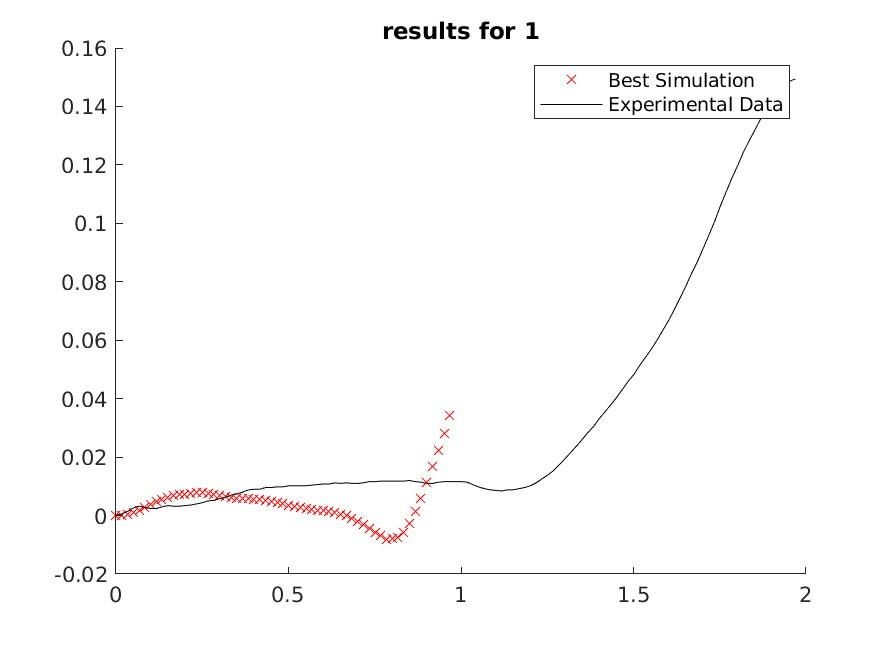 results for 1
0.16
0.14
0.12
0.1
0.08
0.06
0.04
0.02
0
-0.02
Best Simulation
Experimental Data
0 0.5 1 1.5 2